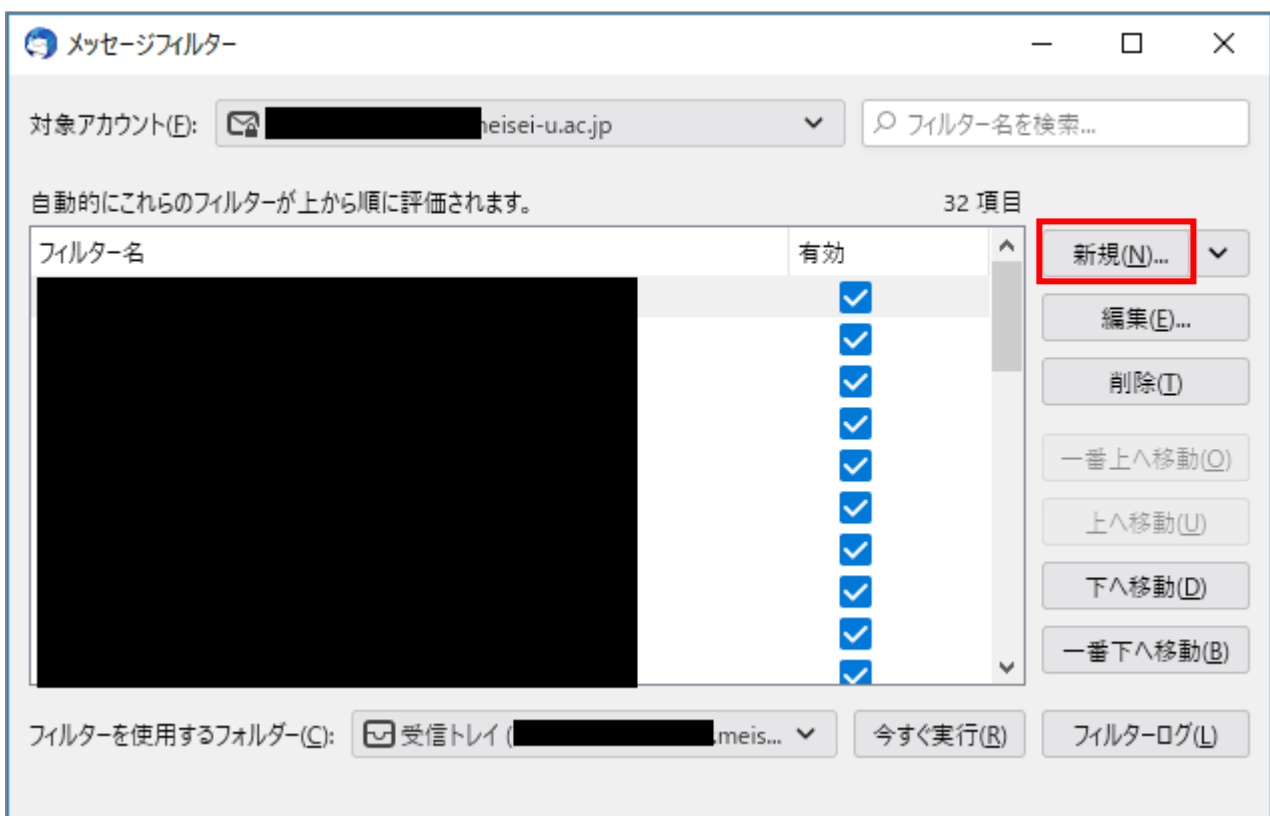 メッセージフィルター
対象アカウント(F): eisei-u.ac.jp
フィルター名を検索...
自動的にこれらのフィルターが上から順に評価されます。 32 項目
フィルター名 有効
新規(N)...
編集(E)...
削除(T)
一番上へ移動(O)
上へ移動(U)
下へ移動(D)
一番下へ移動(B)
フィルターを使用するフォルダー(C): 受信トレイ ( .meis... 今すぐ実行(R) フィルターログ(L)